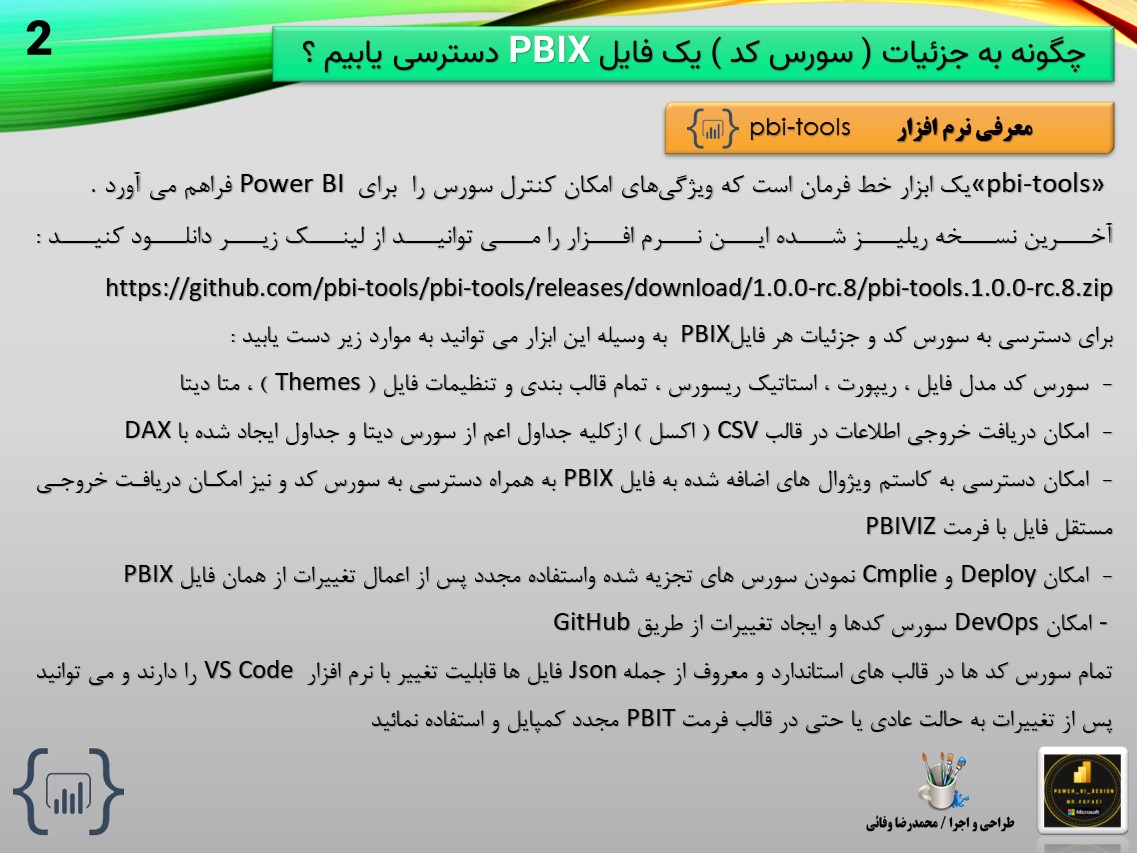 2
چگونه به جزئیات ( سورس کد ) یک فایل PBIX دسترسی یابیم ؟
معرفی نرم افزار pbi-tools
«pbi-tools»یک ابزار خط فرمان است که ویژگی‌های امکان کنترل سورس را برای Power BI فراهم می آورد .
آخرین نسخه ریلیز شده این نرم افزار را می توانید از لینک زیر دانلود کنید :
https://github.com/pbi-tools/pbi-tools/releases/download/1.0.0-rc.8/pbi-tools.1.0.0-rc.8.zip
برای دسترسی به سورس کد و جزئیات هر فایلPBIX به وسیله این ابزار می توانید به موارد زیر دست یابید :
- سورس کد مدل فایل ، ریپورت ، استاتیک ریسورس ، تمام قالب بندی و تنظیمات فایل ( Themes ) ، متا دیتا
- امکان دریافت خروجی اطلاعات در قالب CSV ( اکسل ) ازکلیه جداول اعم از سورس دیتا و جداول ایجاد شده با DAX
- امکان دسترسی به کاستم ویژوال های اضافه شده به فایل PBIX به همراه دسترسی به سورس کد و نیز امکان دریافت خروجی
مستقل فایل با فرمت PBIVIZ
- امکان Deploy و Cmplie نمودن سورس های تجزیه شده واستفاده مجدد پس از اعمال تغییرات از همان فایل PBIX
- امکان DevOps سورس کدها و ایجاد تغییرات از طریق GitHub
تمام سورس کد ها در قالب های استاندارد و معروف از جمله Json فایل ها قابلیت تغییر با نرم افزار VS Code را دارند و می توانید
پس از تغییرات به حالت عادی یا حتی در قالب فرمت PBIT مجدد کمپایل و استفاده نمائید
طراحی و اجرا / محمدرضا وفائی
POWER_BI_DESIGN
MR.VAFAEI
Microsoft